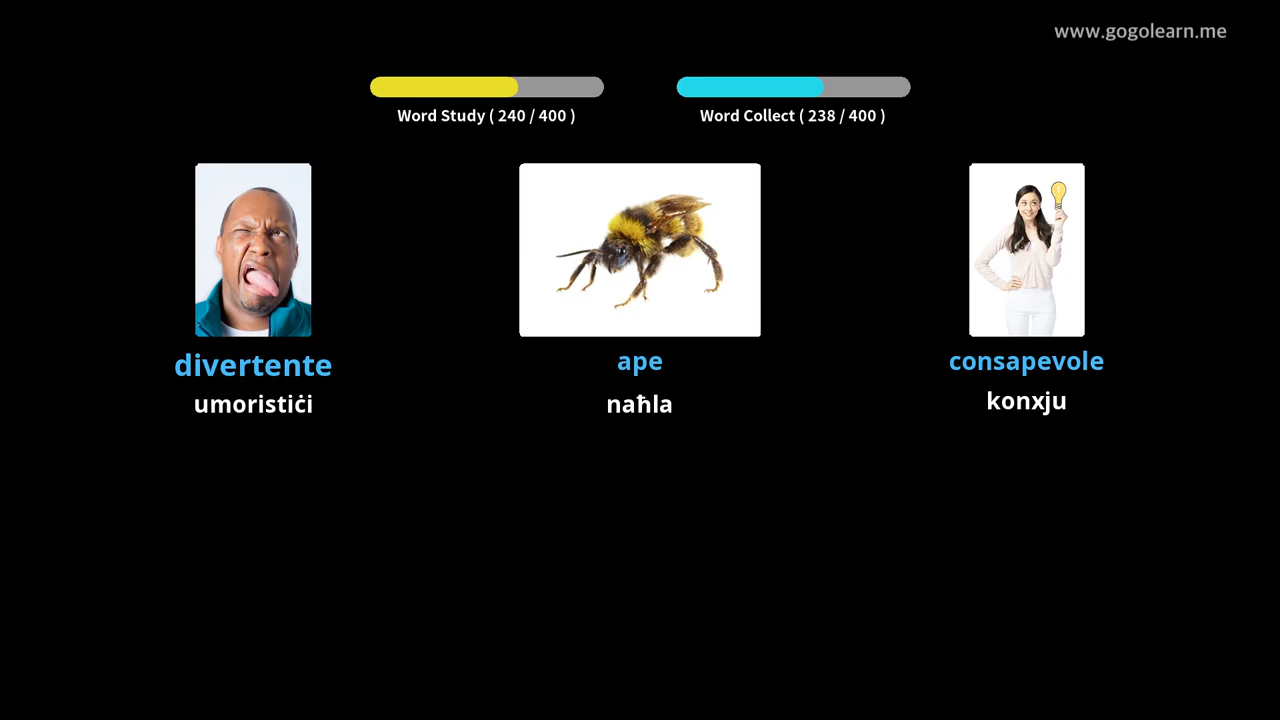 www.gogolearn.me
Word Study ( 240 / 400 )
Word Collect ( 238 / 400 )
divertente
ape
consapevole
umoristiċi
naħla
konxju